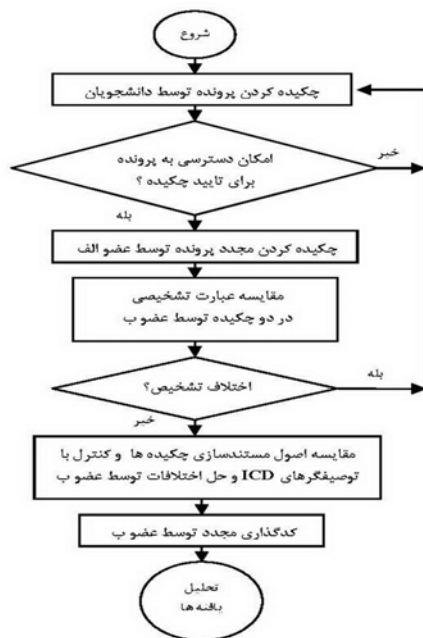 شروع
چکیده کردن پرونده توسط دانشجویان
امکان دسترسی به پرونده
برای تایید چکیده ؟
خیر
بله
چکیده کردن مجدد پرونده توسط عضو الف
مقایسه عبارت تشخیصی
در دو چکیده توسط عضو ب
اختلاف تشخیص؟
بله
خیر
مقایسه اصول مستندسازی چکیده ها و کنترل با
توصیفگرهای ICD و حل اختلافات توسط عضو ب
کدگذاری مجدد توسط عضو ب
تحلیل
یافته ها